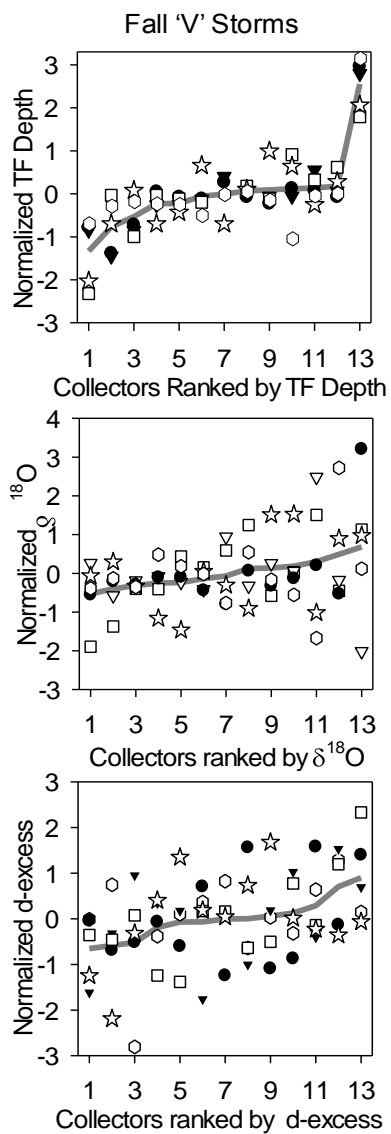 Fall ‘V’ Storms
Normalized TF Depth
3
2
1
0
-1
-2
-3
1 3 5 7 9 11 13
Collectors Ranked by TF Depth
Normalized δ 18O
4
3
2
1
0
-1
-2
-3
1 3 5 7 9 11 13
Collectors ranked by δ18O
Normalized d-excess
3
2
1
0
-1
-2
-3
1 3 5 7 9 11 13
Collectors ranked by d-excess